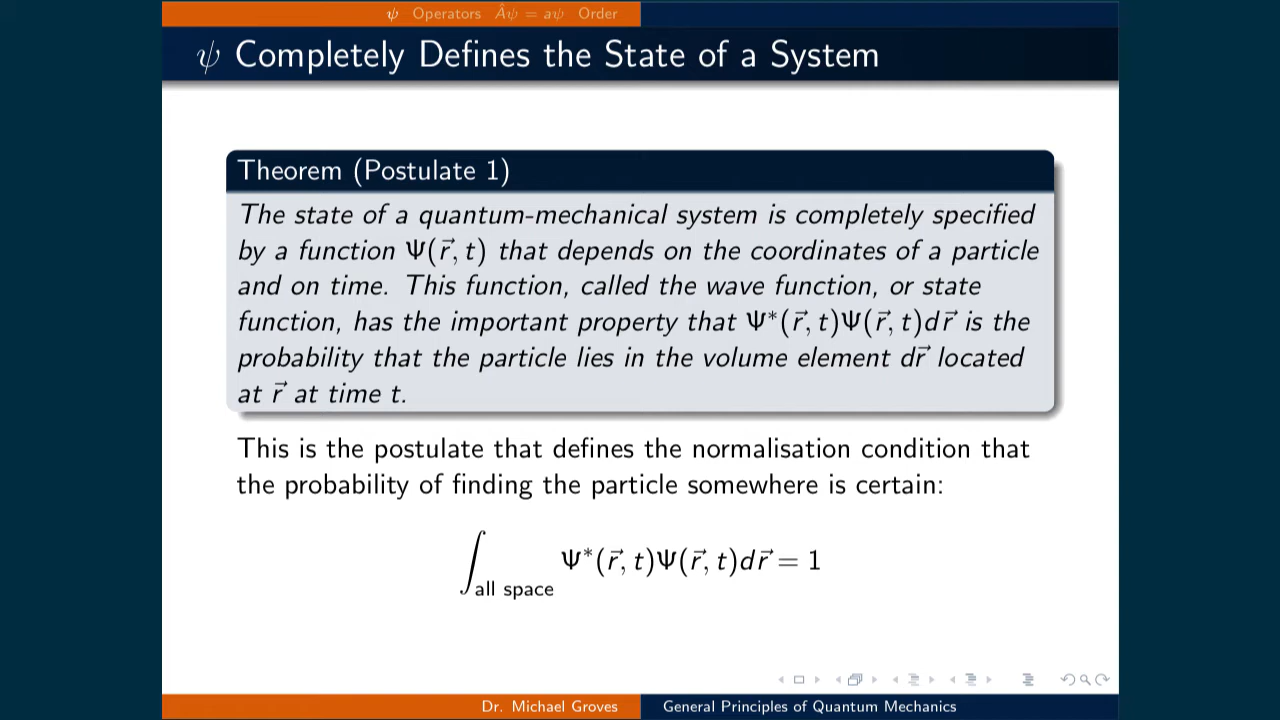 ψ Operators Âψ = aψ Order
ψ Completely Defines the State of a System
Theorem (Postulate 1)
The state of a quantum-mechanical system is completely specified
by a function Ψ(r⃗, t) that depends on the coordinates of a particle
and on time. This function, called the wave function, or state
function, has the important property that Ψ*(r⃗, t)Ψ(r⃗, t)dr⃗ is the
probability that the particle lies in the volume element dr⃗ located
at r⃗ at time t.
This is the postulate that defines the normalisation condition that
the probability of finding the particle somewhere is certain:
∫all space Ψ*(r⃗, t)Ψ(r⃗, t)dr⃗ = 1
Dr. Michael Groves General Principles of Quantum Mechanics